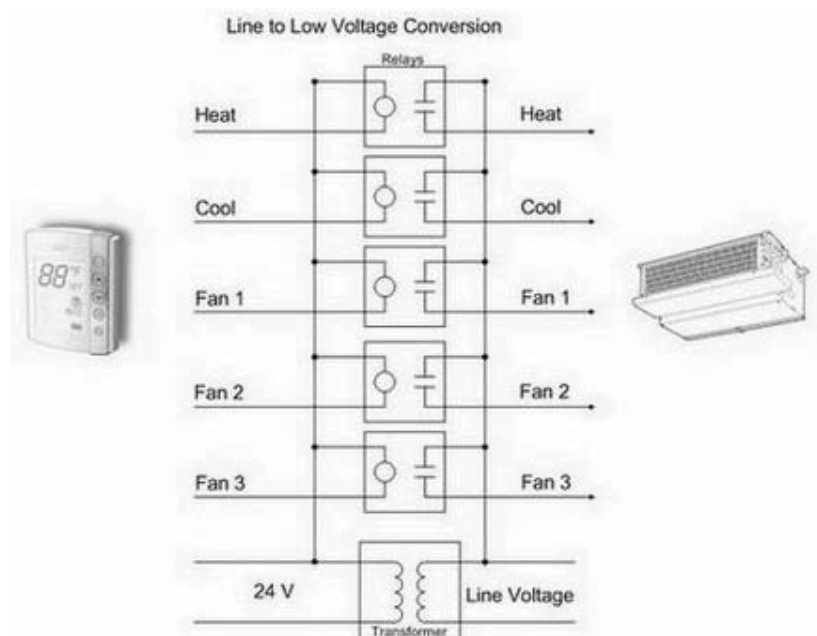 Line to Low Voltage Conversion
Relays
Heat
Heat
Cool
Cool
88 °F
Fan 1
Fan 1
Fan 2
Fan 2
Fan 3
Fan 3
24 V
Line Voltage
Transformer